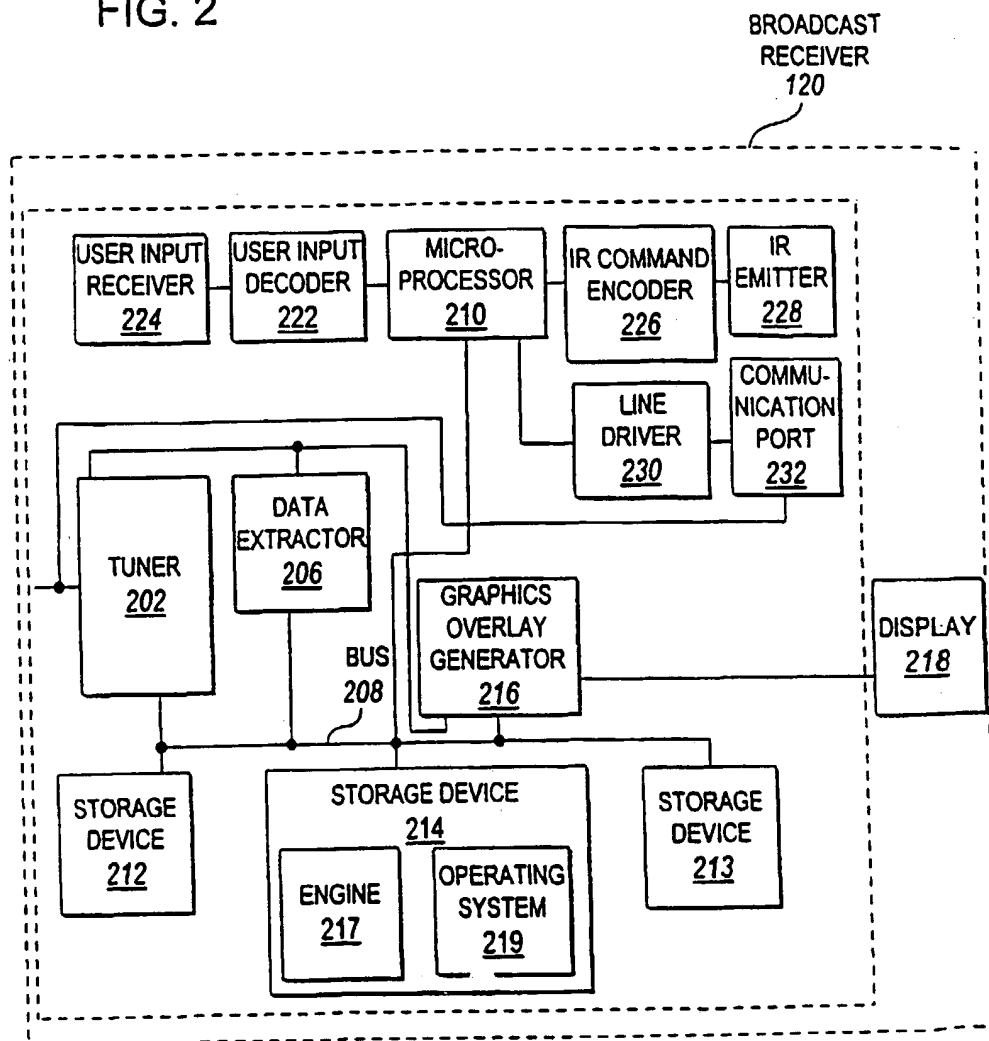 FIG. 2
BROADCAST
RECEIVER
120
USER INPUT
RECEIVER
224
USER INPUT
DECODER
222
MICRO-
PROCESSOR
210
IR COMMAND
ENCODER
226
IR
EMITTER
228
LINE
DRIVER
230
COMMU-
NICATION
PORT
232
TUNER
202
DATA
EXTRACTOR
206
BUS
208
GRAPHICS
OVERLAY
GENERATOR
216
DISPLAY
218
STORAGE
DEVICE
212
STORAGE DEVICE
214
ENGINE
217
OPERATING
SYSTEM
219
STORAGE
DEVICE
213